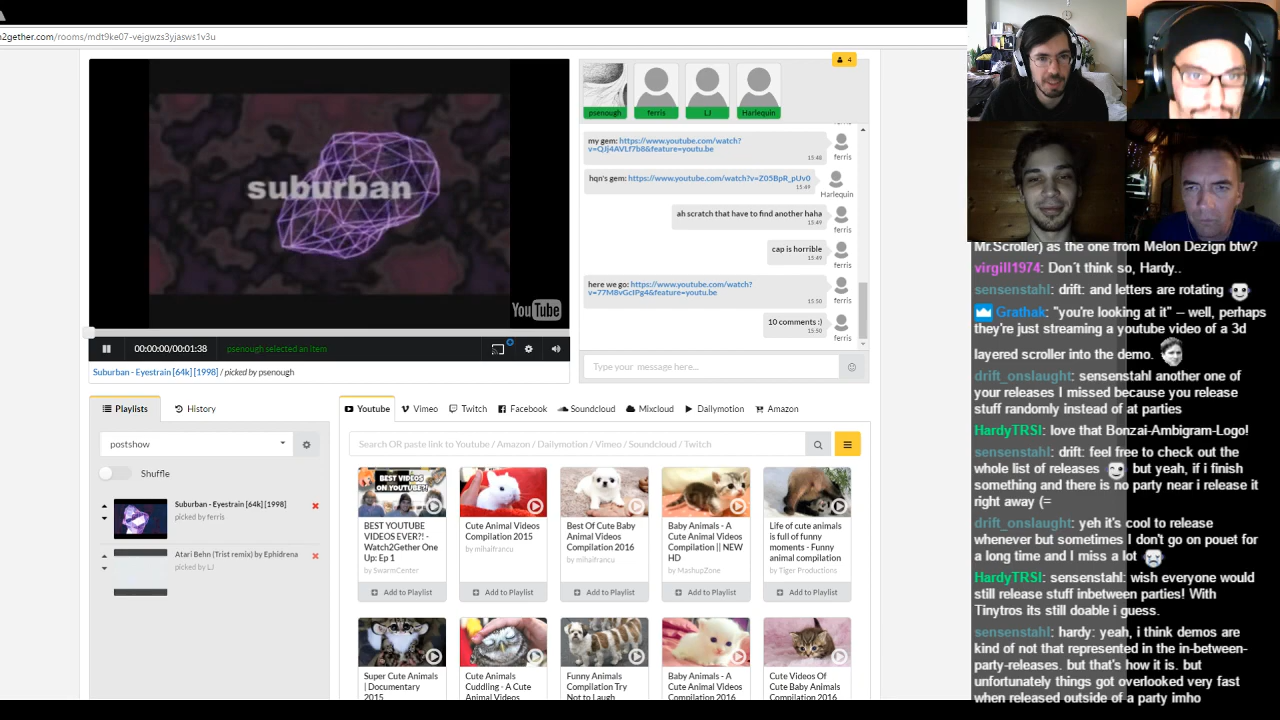 n2gether.com/rooms/mdt9ke07-vejgwzs3yjasws1v3u
suburban
YouTube
00:00:00/00:01:38
psenough selected an item
Suburban - Eyestrain [64k] [1998] / picked by psenough
4
psenough
ferris
LJ
Harlequin
ferris
my gem: https://www.youtube.com/watch?
v=QJj4AVLf7b8&feature=youtu.be
15:48
ferris
hqn's gem: https://www.youtube.com/watch?v=Z05BpR_pUv0
15:49
Harlequin
ah scratch that have to find another haha
15:49
ferris
cap is horrible
15:49
ferris
here we go: https://www.youtube.com/watch?
v=77M8vGcIPg4&feature=youtu.be
15:50
ferris
10 comments :)
15:50
ferris
Type your message here...
Playlists
History
postshow
Shuffle
Suburban - Eyestrain [64k] [1998]
picked by ferris
Atari Behn (Trist remix) by Ephidrena
picked by LJ
Youtube
Vimeo
Twitch
Facebook
Soundcloud
Mixcloud
Dailymotion
Amazon
Search OR paste link to Youtube / Amazon / Dailymotion / Vimeo / Soundcloud / Twitch
BEST VIDEOS
ON YOUTUBE?!
BEST YOUTUBE
VIDEOS EVER?! -
Watch2Gether One
Up: Ep 1
by SwarmCenter
Add to Playlist
Cute Animal Videos
Compilation 2015
by mihaifrancu
Add to Playlist
Best Of Cute Baby
Animals Compilation
2016
by mihaifrancu
Add to Playlist
Baby Animals - A
Cute Animal Videos
Compilation || NEW
HD
by MashupZone
Add to Playlist
Life of cute animals
is full of funny
moments - Funny
animal compilation
by Tiger Productions
Add to Playlist
Super Cute Animals
| Documentary
2015
Cute Animals
Cuddling - A Cute
Animal Videos
Funny Animals
Compilation Try
Not to Laugh
Baby Animals - A
Cute Animal Videos
Compilation 2016
Cute Videos Of
Cute Baby Animals
Compilation 2016
Mr.Scroller) as the one from Melon Dezign btw?
virgill1974: Don´t think so, Hardy..
sensenstahl: drift: and letters are rotating
Grathak: "you're looking at it" – well, perhaps
they're just streaming a youtube video of a 3d
layered scroller into the demo.
drift_onslaught: sensenstahl another one of
your releases I missed because you release
stuff randomly instead of at parties
HardyTRSI: love that Bonzai-Ambigram-Logo!
sensenstahl: drift: feel free to check out the
whole list of releases but yeah, if i finish
something and there is no party near i release it
right away (=
drift_onslaught: yeh it's cool to release
whenever but sometimes I don't go on pouet for
a long time and I miss a lot
HardyTRSI: sensenstahl: wish everyone would
still release stuff inbetween parties! With
Tinytros its still doable i guess.
sensenstahl: hardy: yeah, i think demos are
kind of not that represented in the in-between-
party-releases. but that's how it is. but
unfortunately things got overlooked very fast
when released outside of a party imho